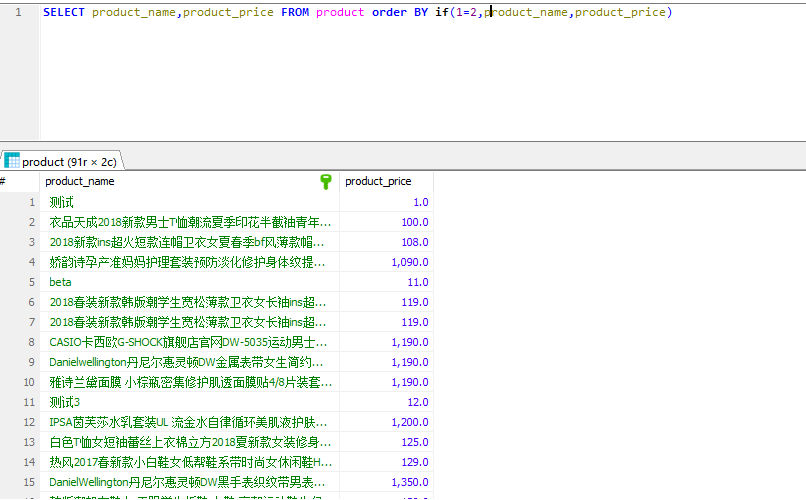 1 SELECT product_name,product_price FROM product order BY if(1=2,product_name,product_price)
product (91r × 2c)
# product_name product_price
1 测试 1.0
2 衣品天成2018新款男士T恤潮流夏季印花半截袖青年... 100.0
3 2018新款ins超火短款连帽卫衣女夏春季bf风薄款帽... 108.0
4 娇韵诗孕产准妈妈护理套装预防淡化修护身体纹提... 1,090.0
5 beta 11.0
6 2018春装新款韩版潮学生宽松薄款卫衣女长袖ins超... 119.0
7 2018春装新款韩版潮学生宽松薄款卫衣女长袖ins超... 119.0
8 CASIO卡西欧G-SHOCK旗舰店官网DW-5035运动男士... 1,190.0
9 Danielwellington丹尼尔惠灵顿DW金属表带女生简约... 1,190.0
10 雅诗兰黛面膜 小棕瓶密集修护肌透面膜贴4/8片装套... 1,190.0
11 测试3 12.0
12 IPSA茵芙莎水乳套装UL 流金水自律循环美肌液护肤... 1,200.0
13 白色T恤女短袖蕾丝上衣棉立方2018夏新款女装修身... 125.0
14 热风2017春新款小白鞋女低帮鞋系带时尚女休闲鞋H... 129.0
15 DanielWellington丹尼尔惠灵顿DW黑手表织纹带男表... 1,350.0